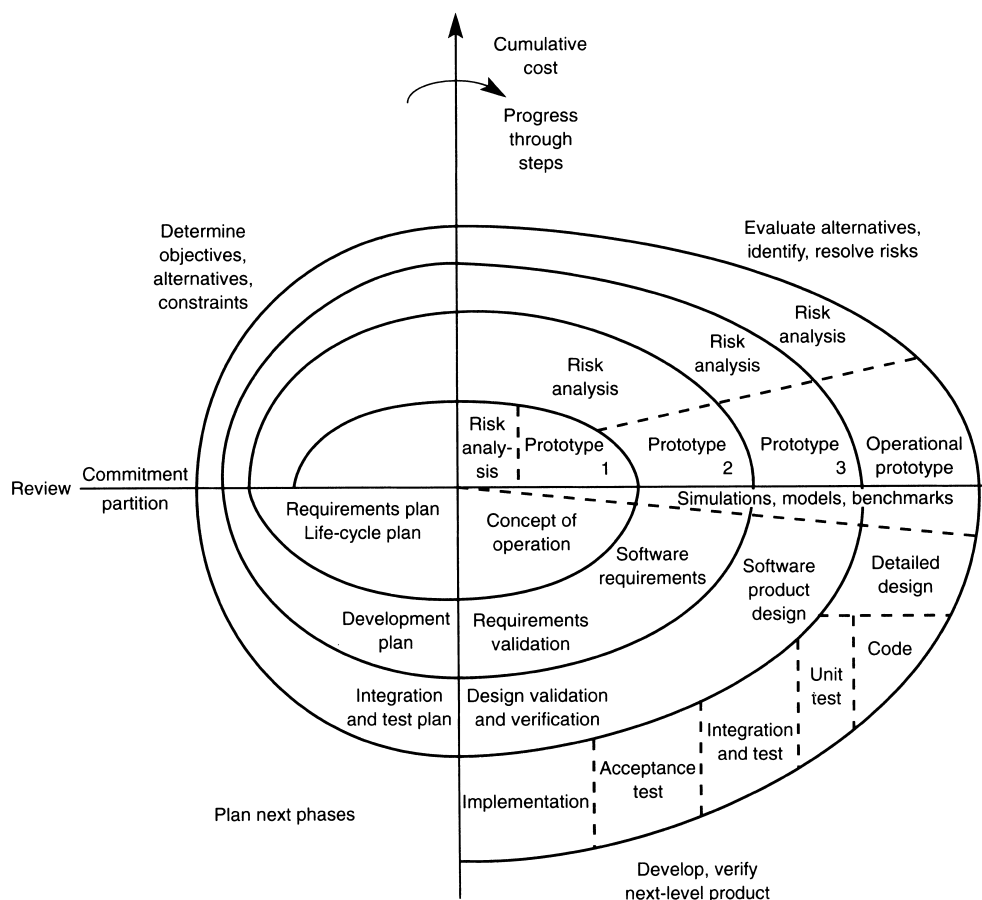 Cumulative
cost
Progress
through
steps
Determine
objectives,
alternatives,
constraints
Evaluate alternatives,
identify, resolve risks
Risk
analysis
Risk
analysis
Risk
analysis
Risk
analy-
sis
Prototype
1
Prototype
2
Prototype
3
Operational
prototype
Review
Commitment
partition
Simulations, models, benchmarks
Requirements plan
Life-cycle plan
Concept of
operation
Software
requirements
Software
product
design
Detailed
design
Development
plan
Requirements
validation
Code
Unit
test
Integration
and test plan
Design validation
and verification
Integration
and test
Acceptance
test
Implementation
Plan next phases
Develop, verify
next-level product